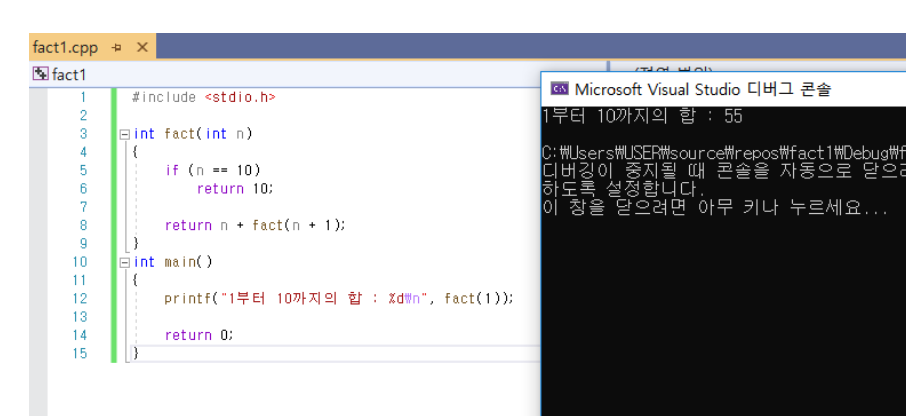 fact1.cpp
fact1
1 #include <stdio.h>
2
3 int fact(int n)
4 {
5 if (n == 10)
6 return 10;
7
8 return n + fact(n + 1);
9 }
10 int main()
11 {
12 printf("1부터 10까지의 합 : %d₩n", fact(1));
13
14 return 0;
15 }
Microsoft Visual Studio 디버그 콘솔
1부터 10까지의 합 : 55
C:₩Users₩USER₩source₩repos₩fact1₩Debug₩f
디버깅이 중지될 때 콘솔을 자동으로 닫으려
하도록 설정합니다.
이 창을 닫으려면 아무 키나 누르세요...